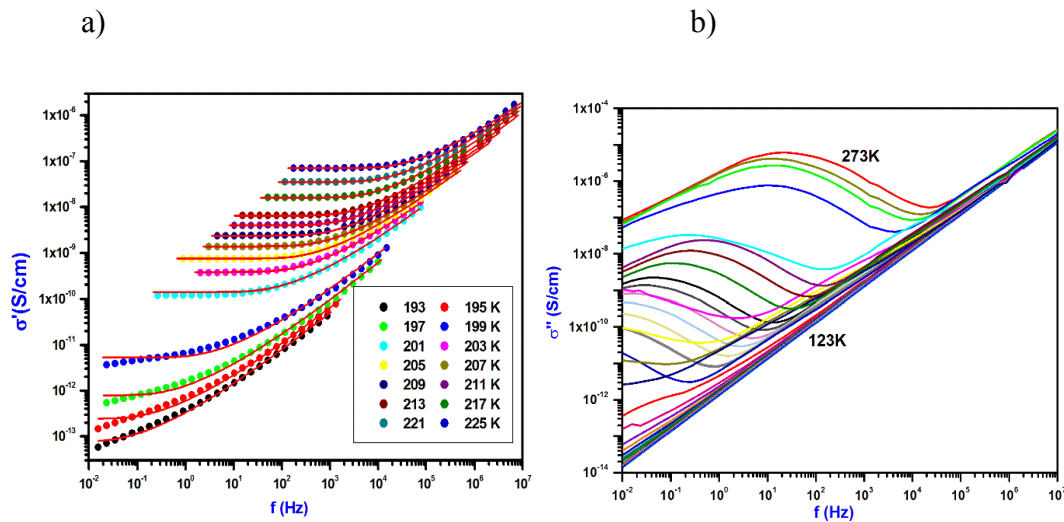 a)
b)
σ'(S/cm)
1x10⁻⁶
1x10⁻⁷
1x10⁻⁸
1x10⁻⁹
1x10⁻¹⁰
1x10⁻¹¹
1x10⁻¹²
1x10⁻¹³
193 195 K
197 199 K
201 203 K
205 207 K
209 211 K
213 217 K
221 225 K
10⁻² 10⁻¹ 10⁰ 10¹ 10² 10³ 10⁴ 10⁵ 10⁶ 10⁷
f (Hz)
σ'' (S/cm)
1x10⁻⁴
1x10⁻⁶
1x10⁻⁸
1x10⁻¹⁰
10⁻¹²
10⁻¹⁴
273K
123K
10⁻² 10⁻¹ 10⁰ 10¹ 10² 10³ 10⁴ 10⁵ 10⁶ 10⁷
f (Hz)